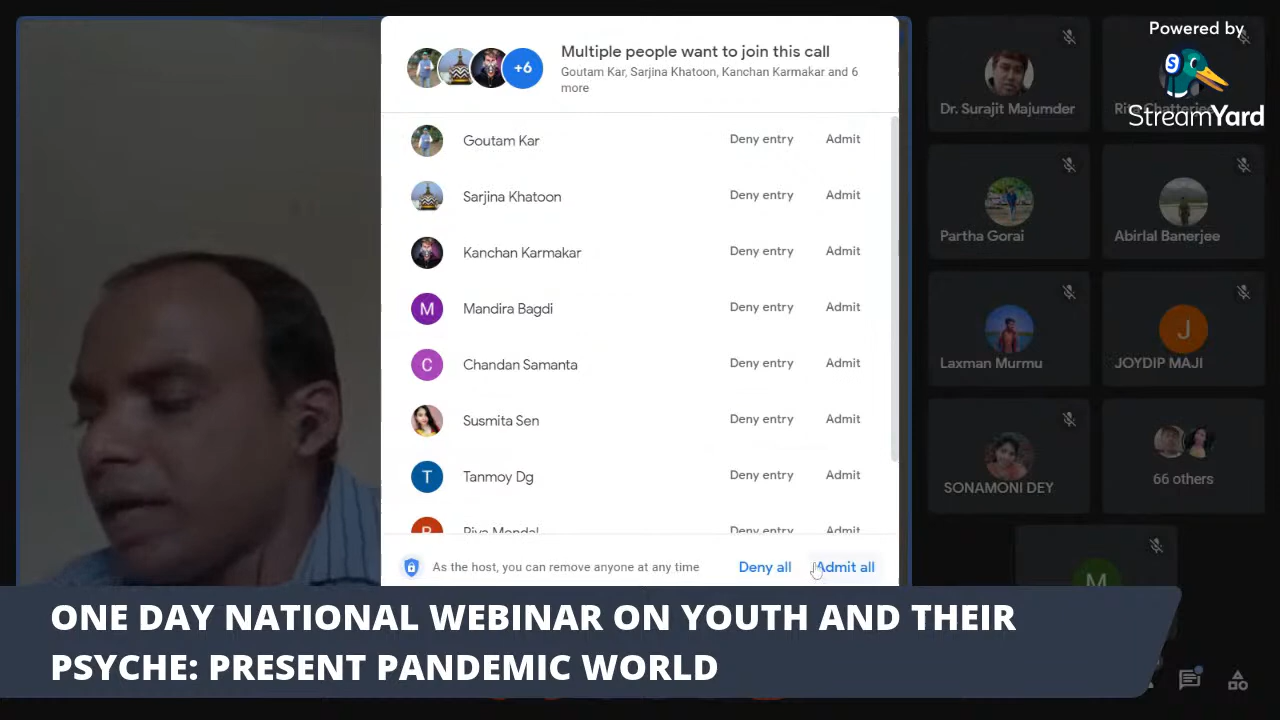 Multiple people want to join this call
+6
Goutam Kar, Sarjina Khatoon, Kanchan Karmakar and 6
more
Goutam Kar Deny entry Admit
Sarjina Khatoon Deny entry Admit
Kanchan Karmakar Deny entry Admit
M Mandira Bagdi Deny entry Admit
C Chandan Samanta Deny entry Admit
Susmita Sen Deny entry Admit
T Tanmoy Dg Deny entry Admit
Deny entry Admit
As the host, you can remove anyone at any time Deny all Admit all
Powered by
StreamYard
Dr. Surajit Majumder
Partha Gorai
Abirlal Banerjee
Laxman Murmu
J
JOYDIP MAJI
SONAMONI DEY
66 others
M
ONE DAY NATIONAL WEBINAR ON YOUTH AND THEIR
PSYCHE: PRESENT PANDEMIC WORLD